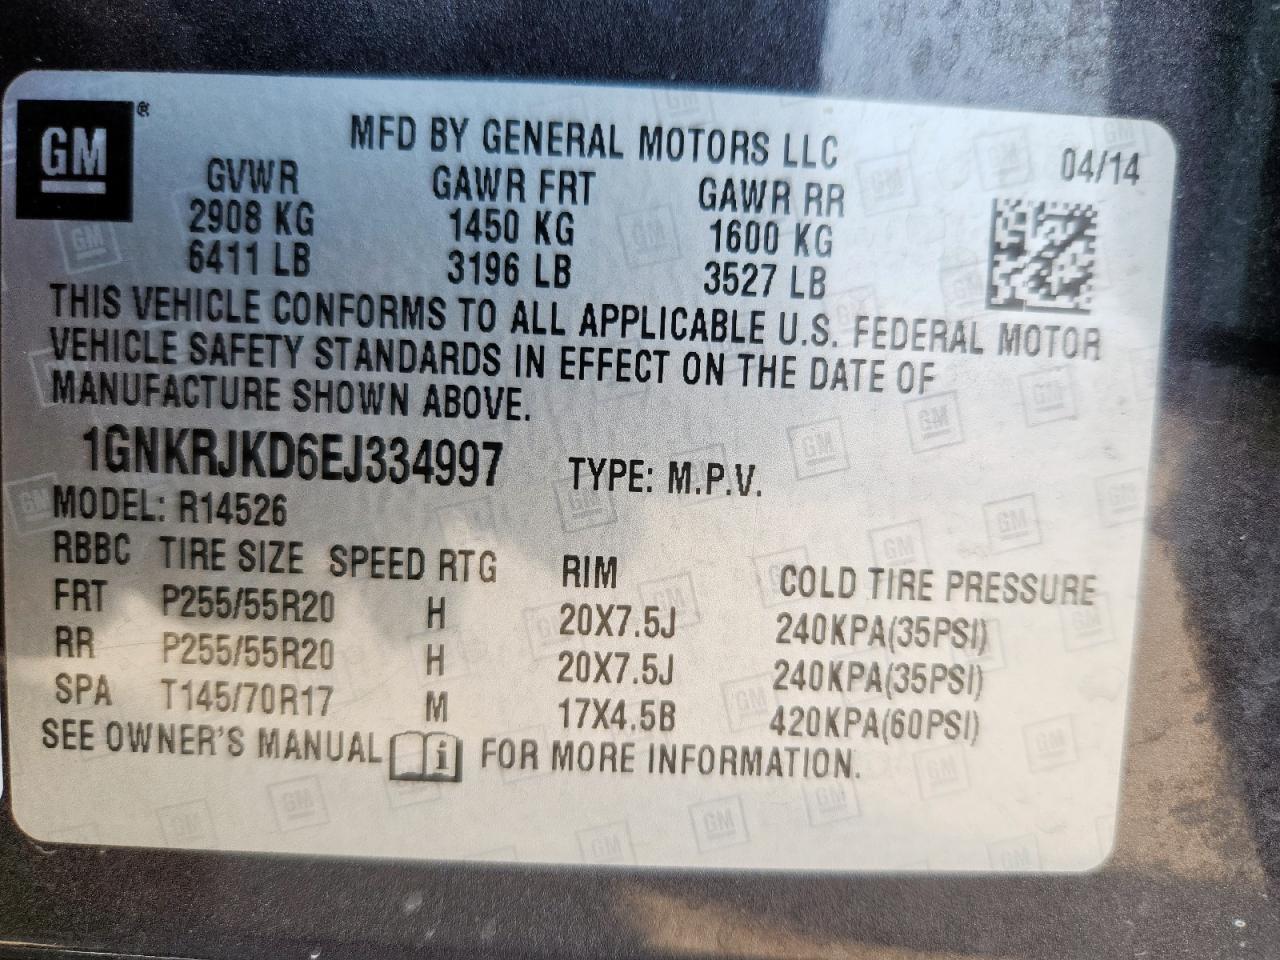 GM ®
MFD BY GENERAL MOTORS LLC
04/14
GVWR GAWR FRT GAWR RR
2908 KG 1450 KG 1600 KG
6411 LB 3196 LB 3527 LB
THIS VEHICLE CONFORMS TO ALL APPLICABLE U.S. FEDERAL MOTOR
VEHICLE SAFETY STANDARDS IN EFFECT ON THE DATE OF
MANUFACTURE SHOWN ABOVE.
1GNKRJKD6EJ334997 TYPE: M.P.V.
MODEL: R14526
RBBC TIRE SIZE SPEED RTG RIM COLD TIRE PRESSURE
FRT P255/55R20 H 20X7.5J 240KPA(35PSI)
RR P255/55R20 H 20X7.5J 240KPA(35PSI)
SPA T145/70R17 M 17X4.5B 420KPA(60PSI)
SEE OWNER'S MANUAL i FOR MORE INFORMATION.